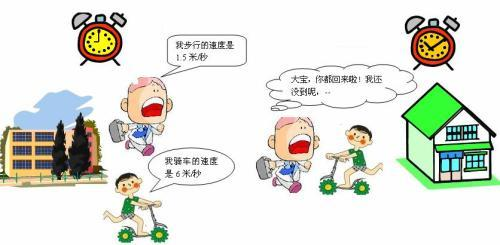 我步行的速度是
1.5 米/秒
大宝，你都回来啦！我还
没到呢，··
我骑车的速度
是 6 米/秒